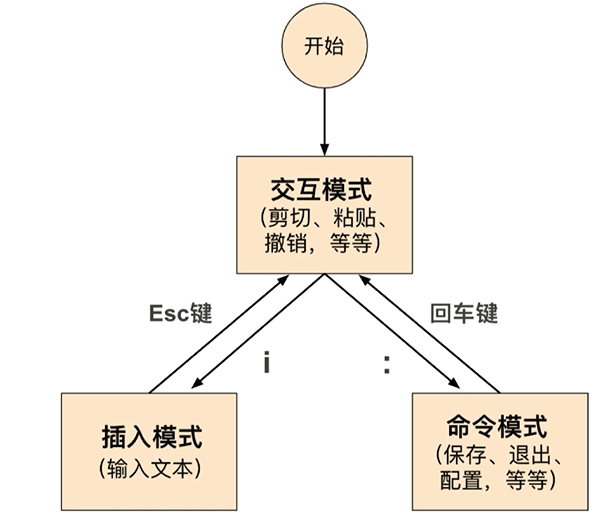 开始
交互模式
（剪切、粘贴、
撤销，等等）
Esc键
回车键
i
:
插入模式
（输入文本）
命令模式
（保存、退出、
配置，等等）